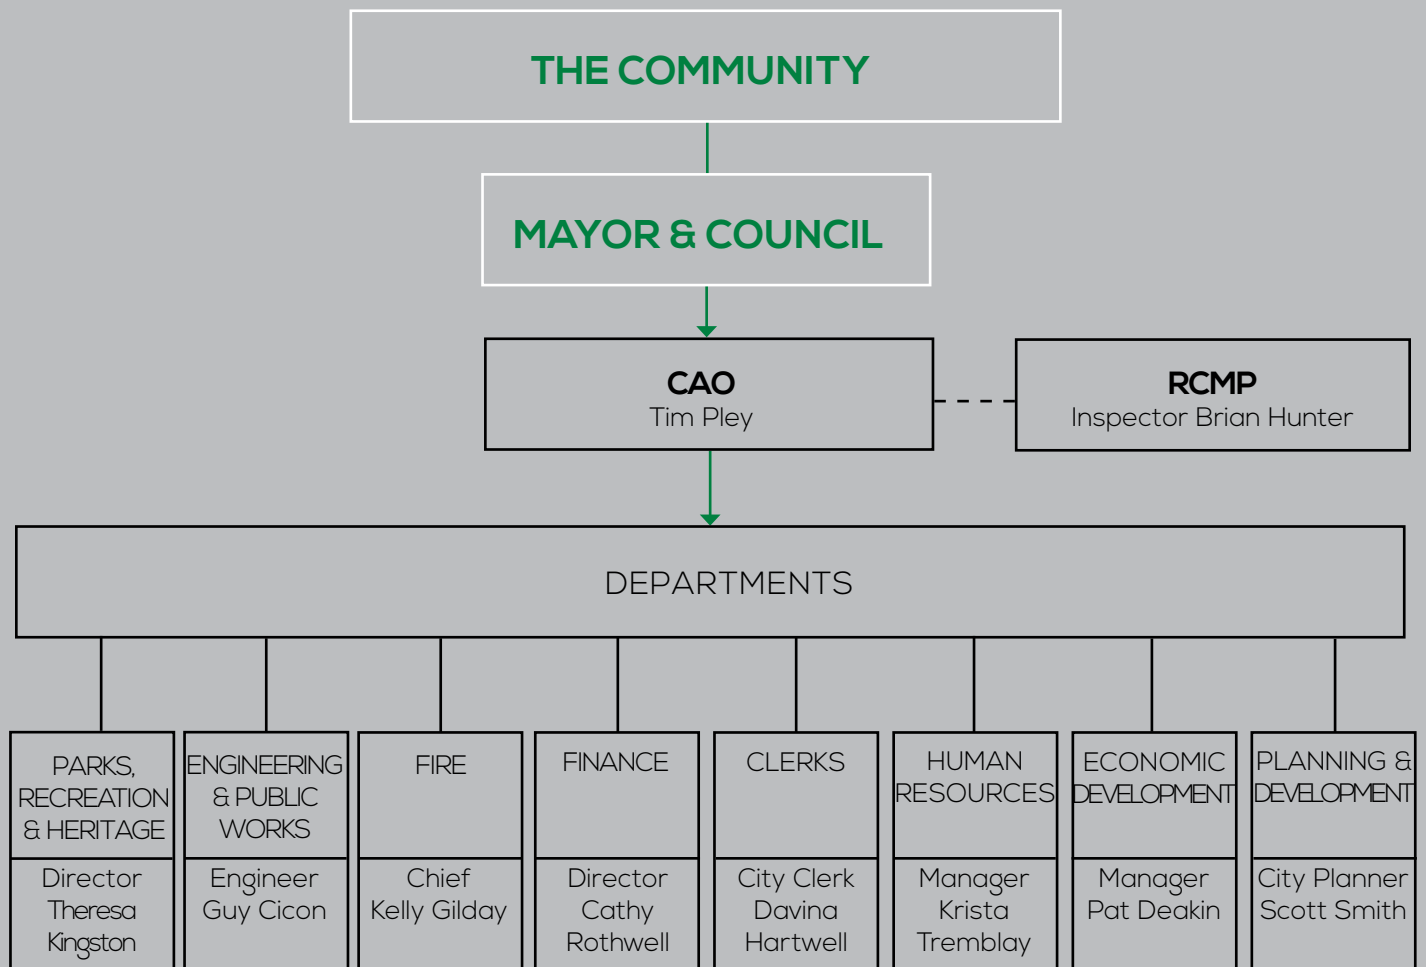 THE COMMUNITY
MAYOR & COUNCIL
CAO
Tim Pley
RCMP
Inspector Brian Hunter
DEPARTMENTS
PARKS,
RECREATION
& HERITAGE
Director
Theresa
Kingston
ENGINEERING
& PUBLIC
WORKS
Engineer
Guy Cicon
FIRE
Chief
Kelly Gilday
FINANCE
Director
Cathy
Rothwell
CLERKS
City Clerk
Davina
Hartwell
HUMAN
RESOURCES
Manager
Krista
Tremblay
ECONOMIC
DEVELOPMENT
Manager
Pat Deakin
PLANNING &
DEVELOPMENT
City Planner
Scott Smith